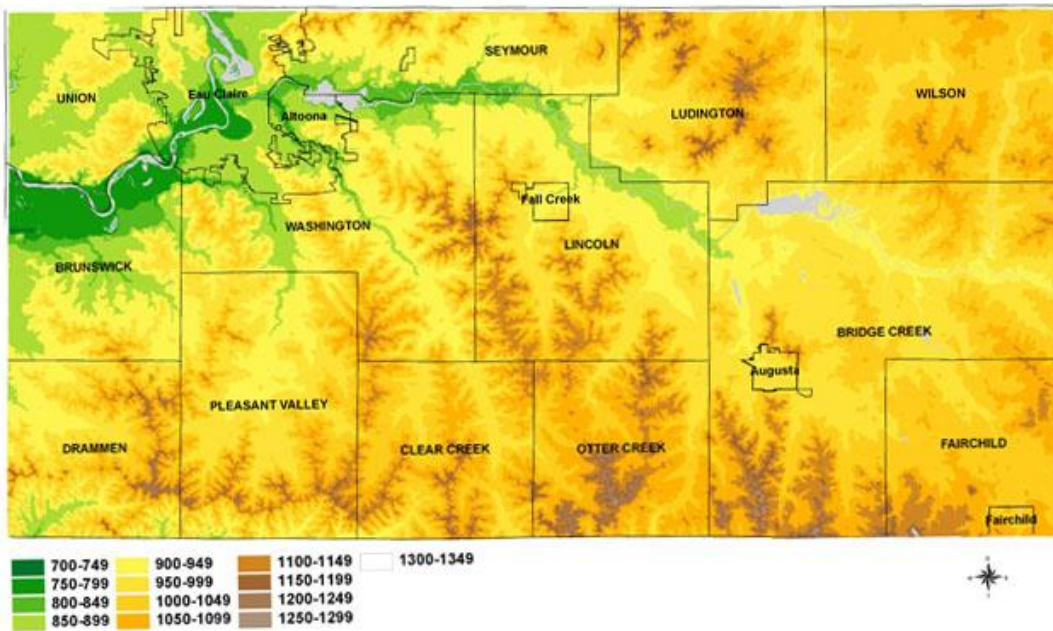 SEYMOUR
UNION
Eau Claire
Altoona
LUDINGTON
WILSON
Fall Creek
WASHINGTON
LINCOLN
BRUNSWICK
BRIDGE CREEK
Augusta
PLEASANT VALLEY
DRAMMEN
CLEAR CREEK
OTTER CREEK
FAIRCHILD
Fairchild
700-749
750-799
800-849
850-899
900-949
950-999
1000-1049
1050-1099
1100-1149
1150-1199
1200-1249
1250-1299
1300-1349